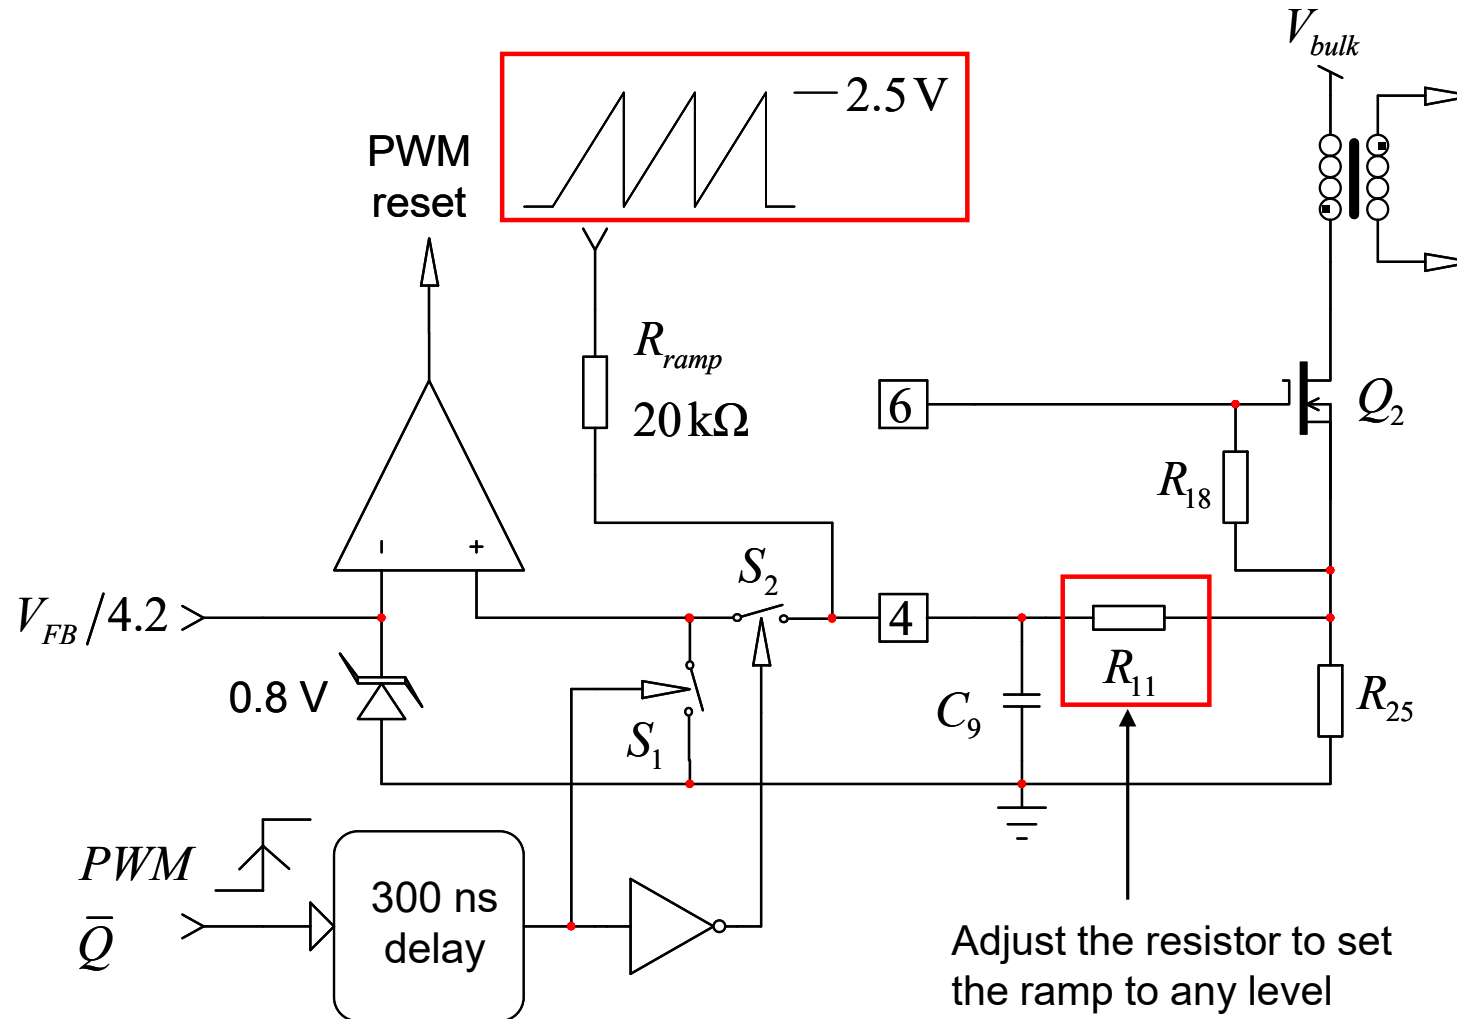 V_bulk
—2.5 V
PWM
reset
R_ramp
20 kΩ
6
Q_2
R_18
- +
S_2
V_FB/4.2
4
0.8 V
R_11
S_1
C_9
R_25
PWM
Q̄
300 ns
delay
Adjust the resistor to set
the ramp to any level